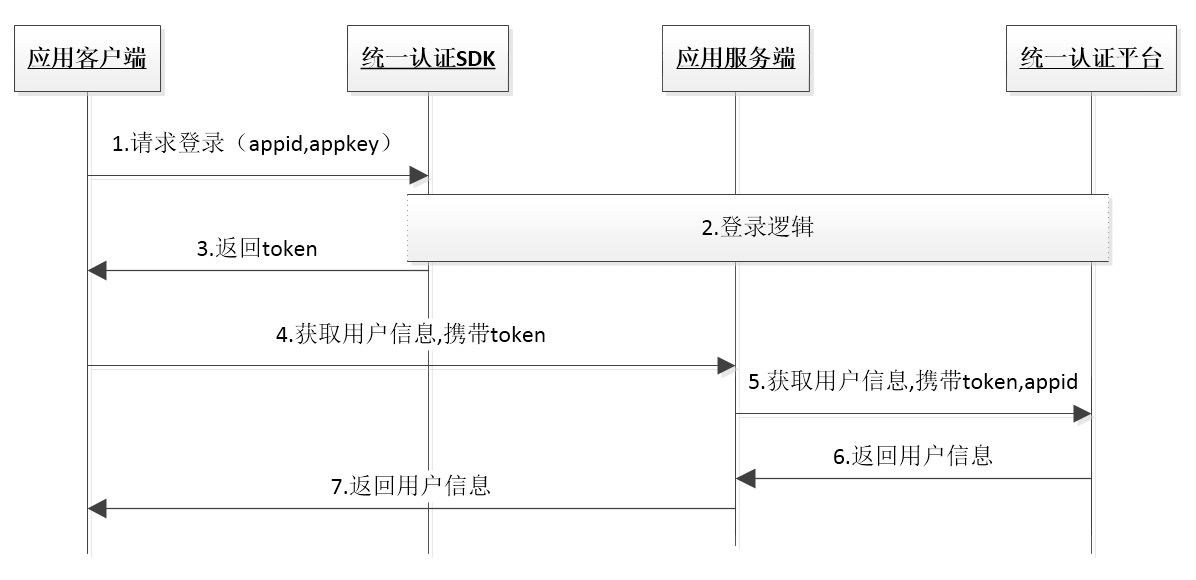 应用客户端
统一认证SDK
应用服务端
统一认证平台
1.请求登录（appid,appkey）
2.登录逻辑
3.返回token
4.获取用户信息,携带token
5.获取用户信息,携带token,appid
6.返回用户信息
7.返回用户信息